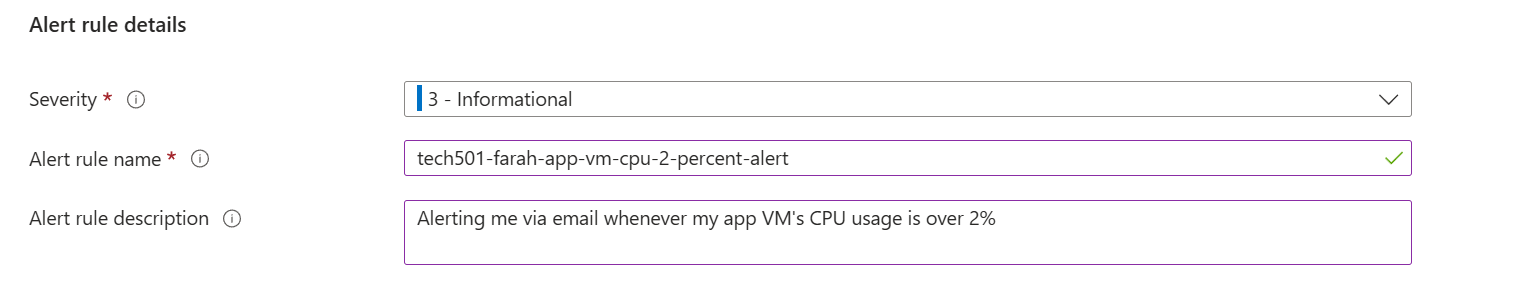 Alert rule details
Severity *
3 - Informational
Alert rule name *
tech501-farah-app-vm-cpu-2-percent-alert
Alert rule description
Alerting me via email whenever my app VM's CPU usage is over 2%